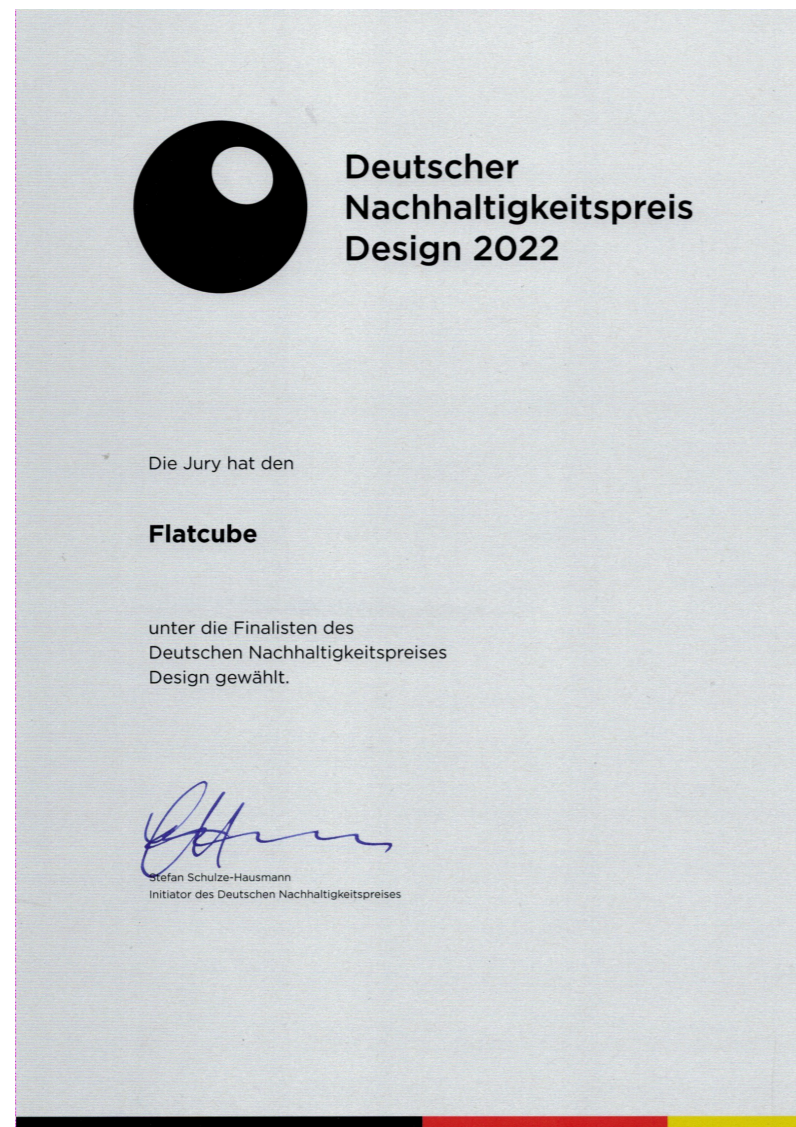 Deutscher
Nachhaltigkeitspreis
Design 2022
Die Jury hat den
Flatcube
unter die Finalisten des
Deutschen Nachhaltigkeitspreises
Design gewählt.
Stefan Schulze-Hausmann
Initiator des Deutschen Nachhaltigkeitspreises